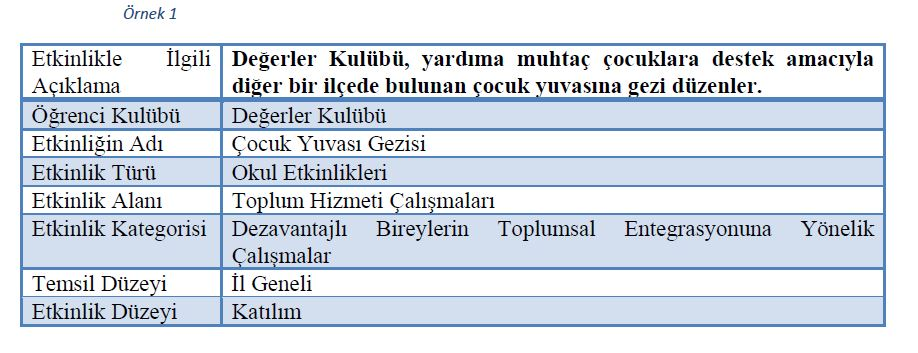 Örnek 1
Etkinlikle İlgili Değerler Kulübü, yardıma muhtaç çocuklara destek amacıyla
Açıklama diğer bir ilçede bulunan çocuk yuvasına gezi düzenler.
Öğrenci Kulübü Değerler Kulübü
Etkinliğin Adı Çocuk Yuvası Gezisi
Etkinlik Türü Okul Etkinlikleri
Etkinlik Alanı Toplum Hizmeti Çalışmaları
Etkinlik Kategorisi Dezavantajlı Bireylerin Toplumsal Entegrasyonuna Yönelik
Çalışmalar
Temsil Düzeyi İl Geneli
Etkinlik Düzeyi Katılım